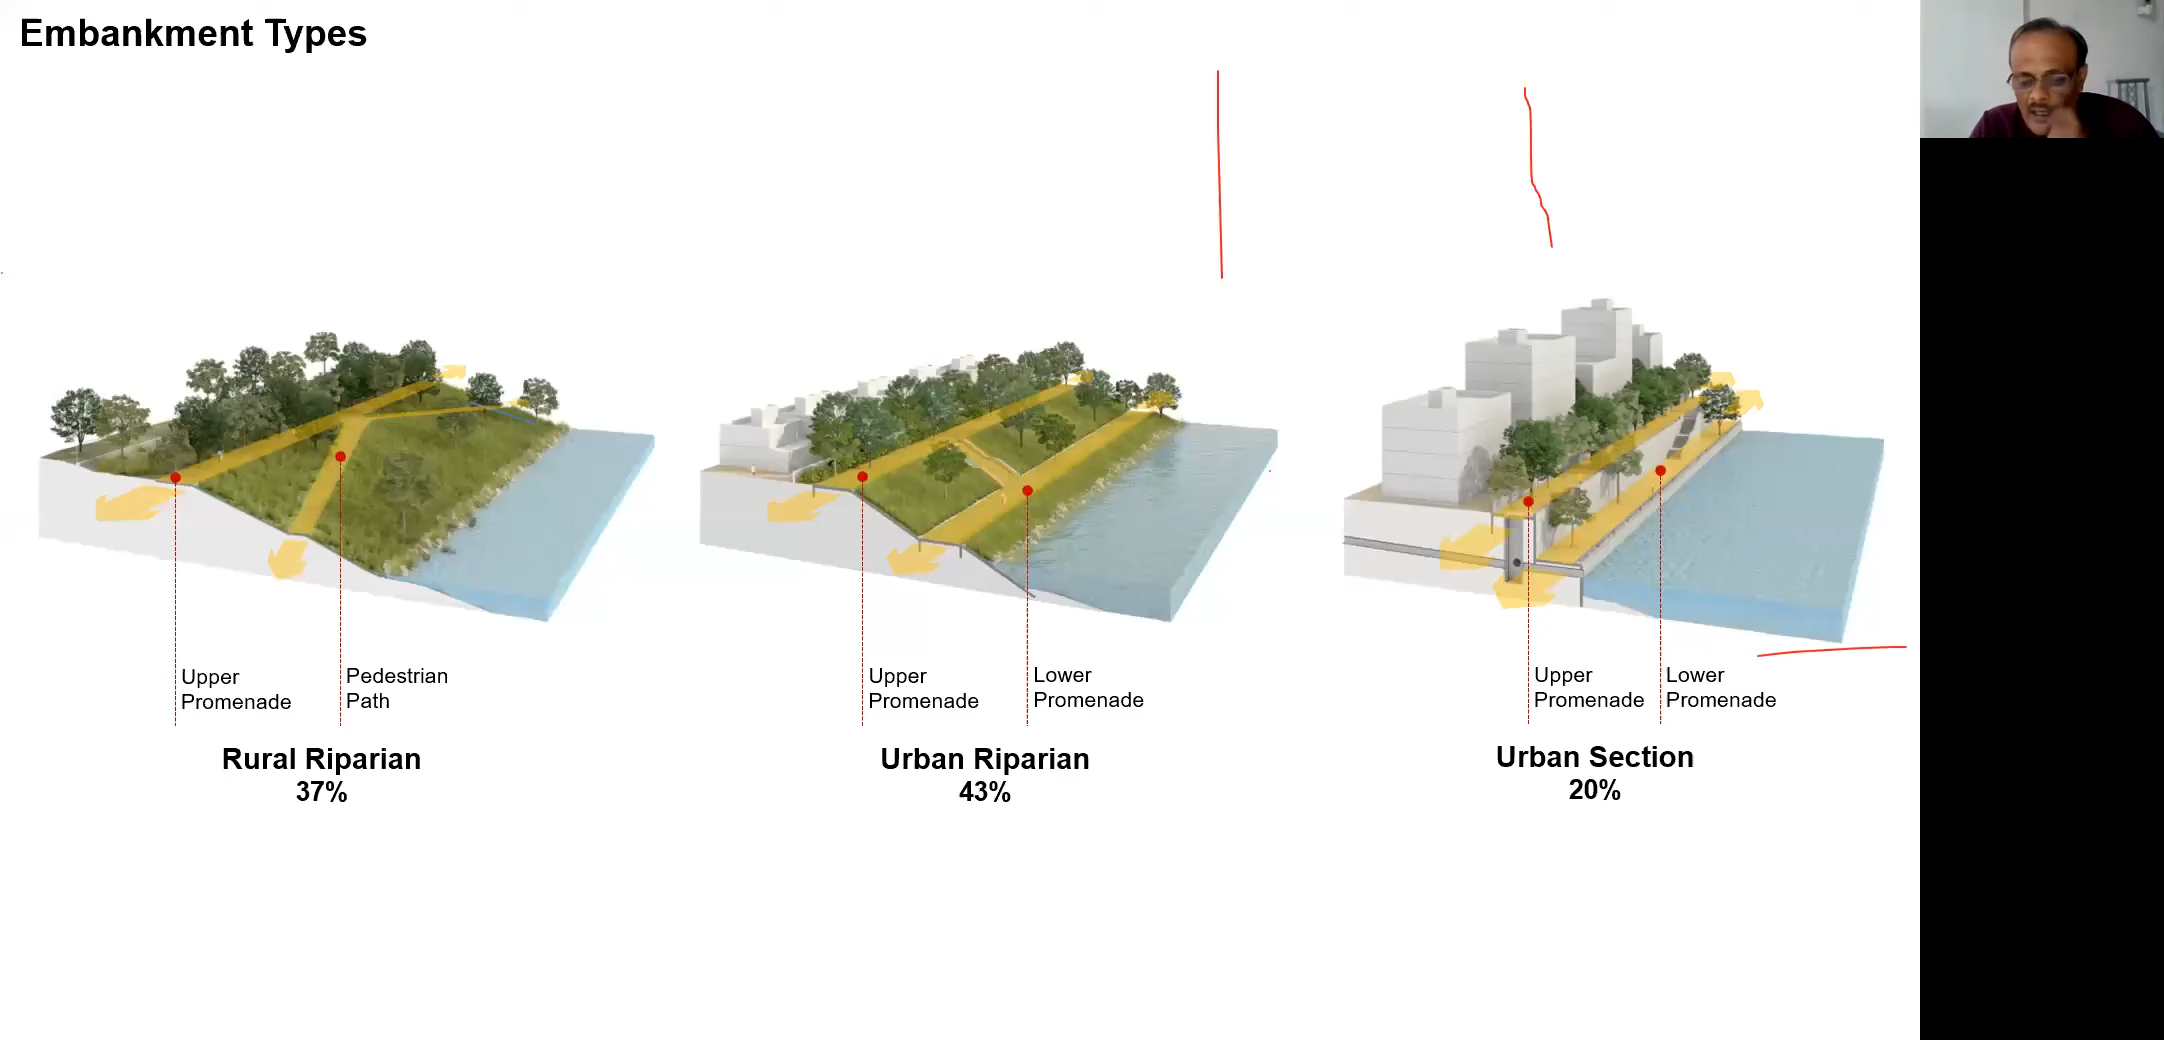 Embankment Types
Upper
Promenade
Pedestrian
Path
Rural Riparian
37%
Upper
Promenade
Lower
Promenade
Urban Riparian
43%
Upper
Promenade
Lower
Promenade
Urban Section
20%